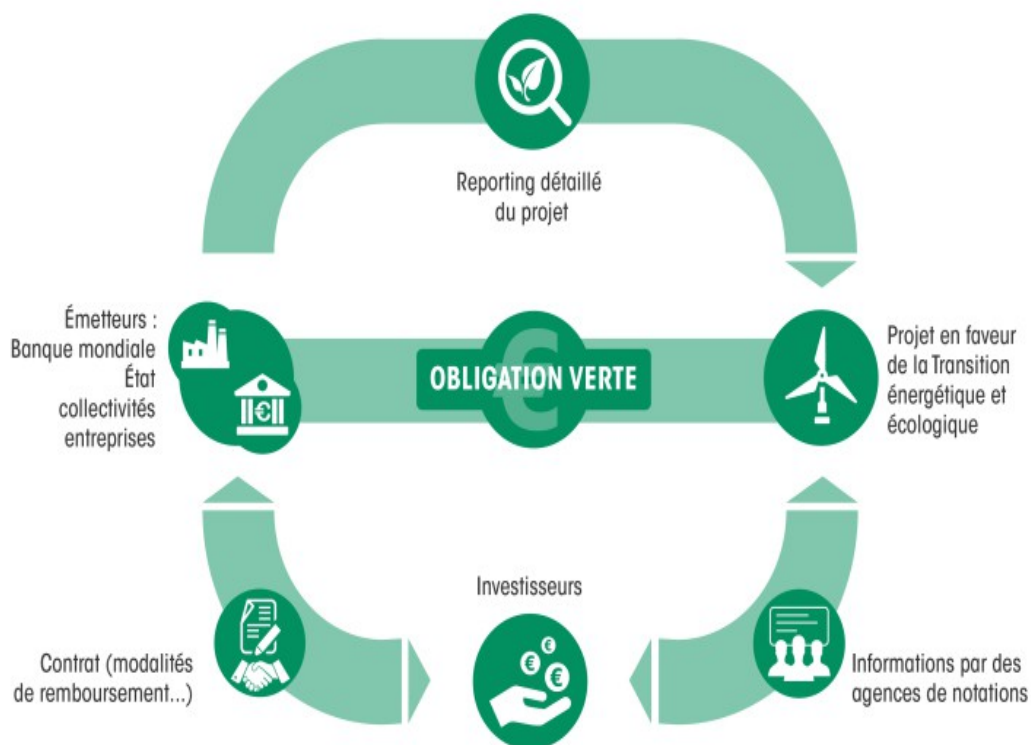 Reporting détaillé
du projet
Émetteurs :
Banque mondiale
État
collectivités
entreprises
OBLIGATION VERTE
Projet en faveur
de la Transition
énergétique et
écologique
Investisseurs
Contrat (modalités
de remboursement...)
Informations par des
agences de notations